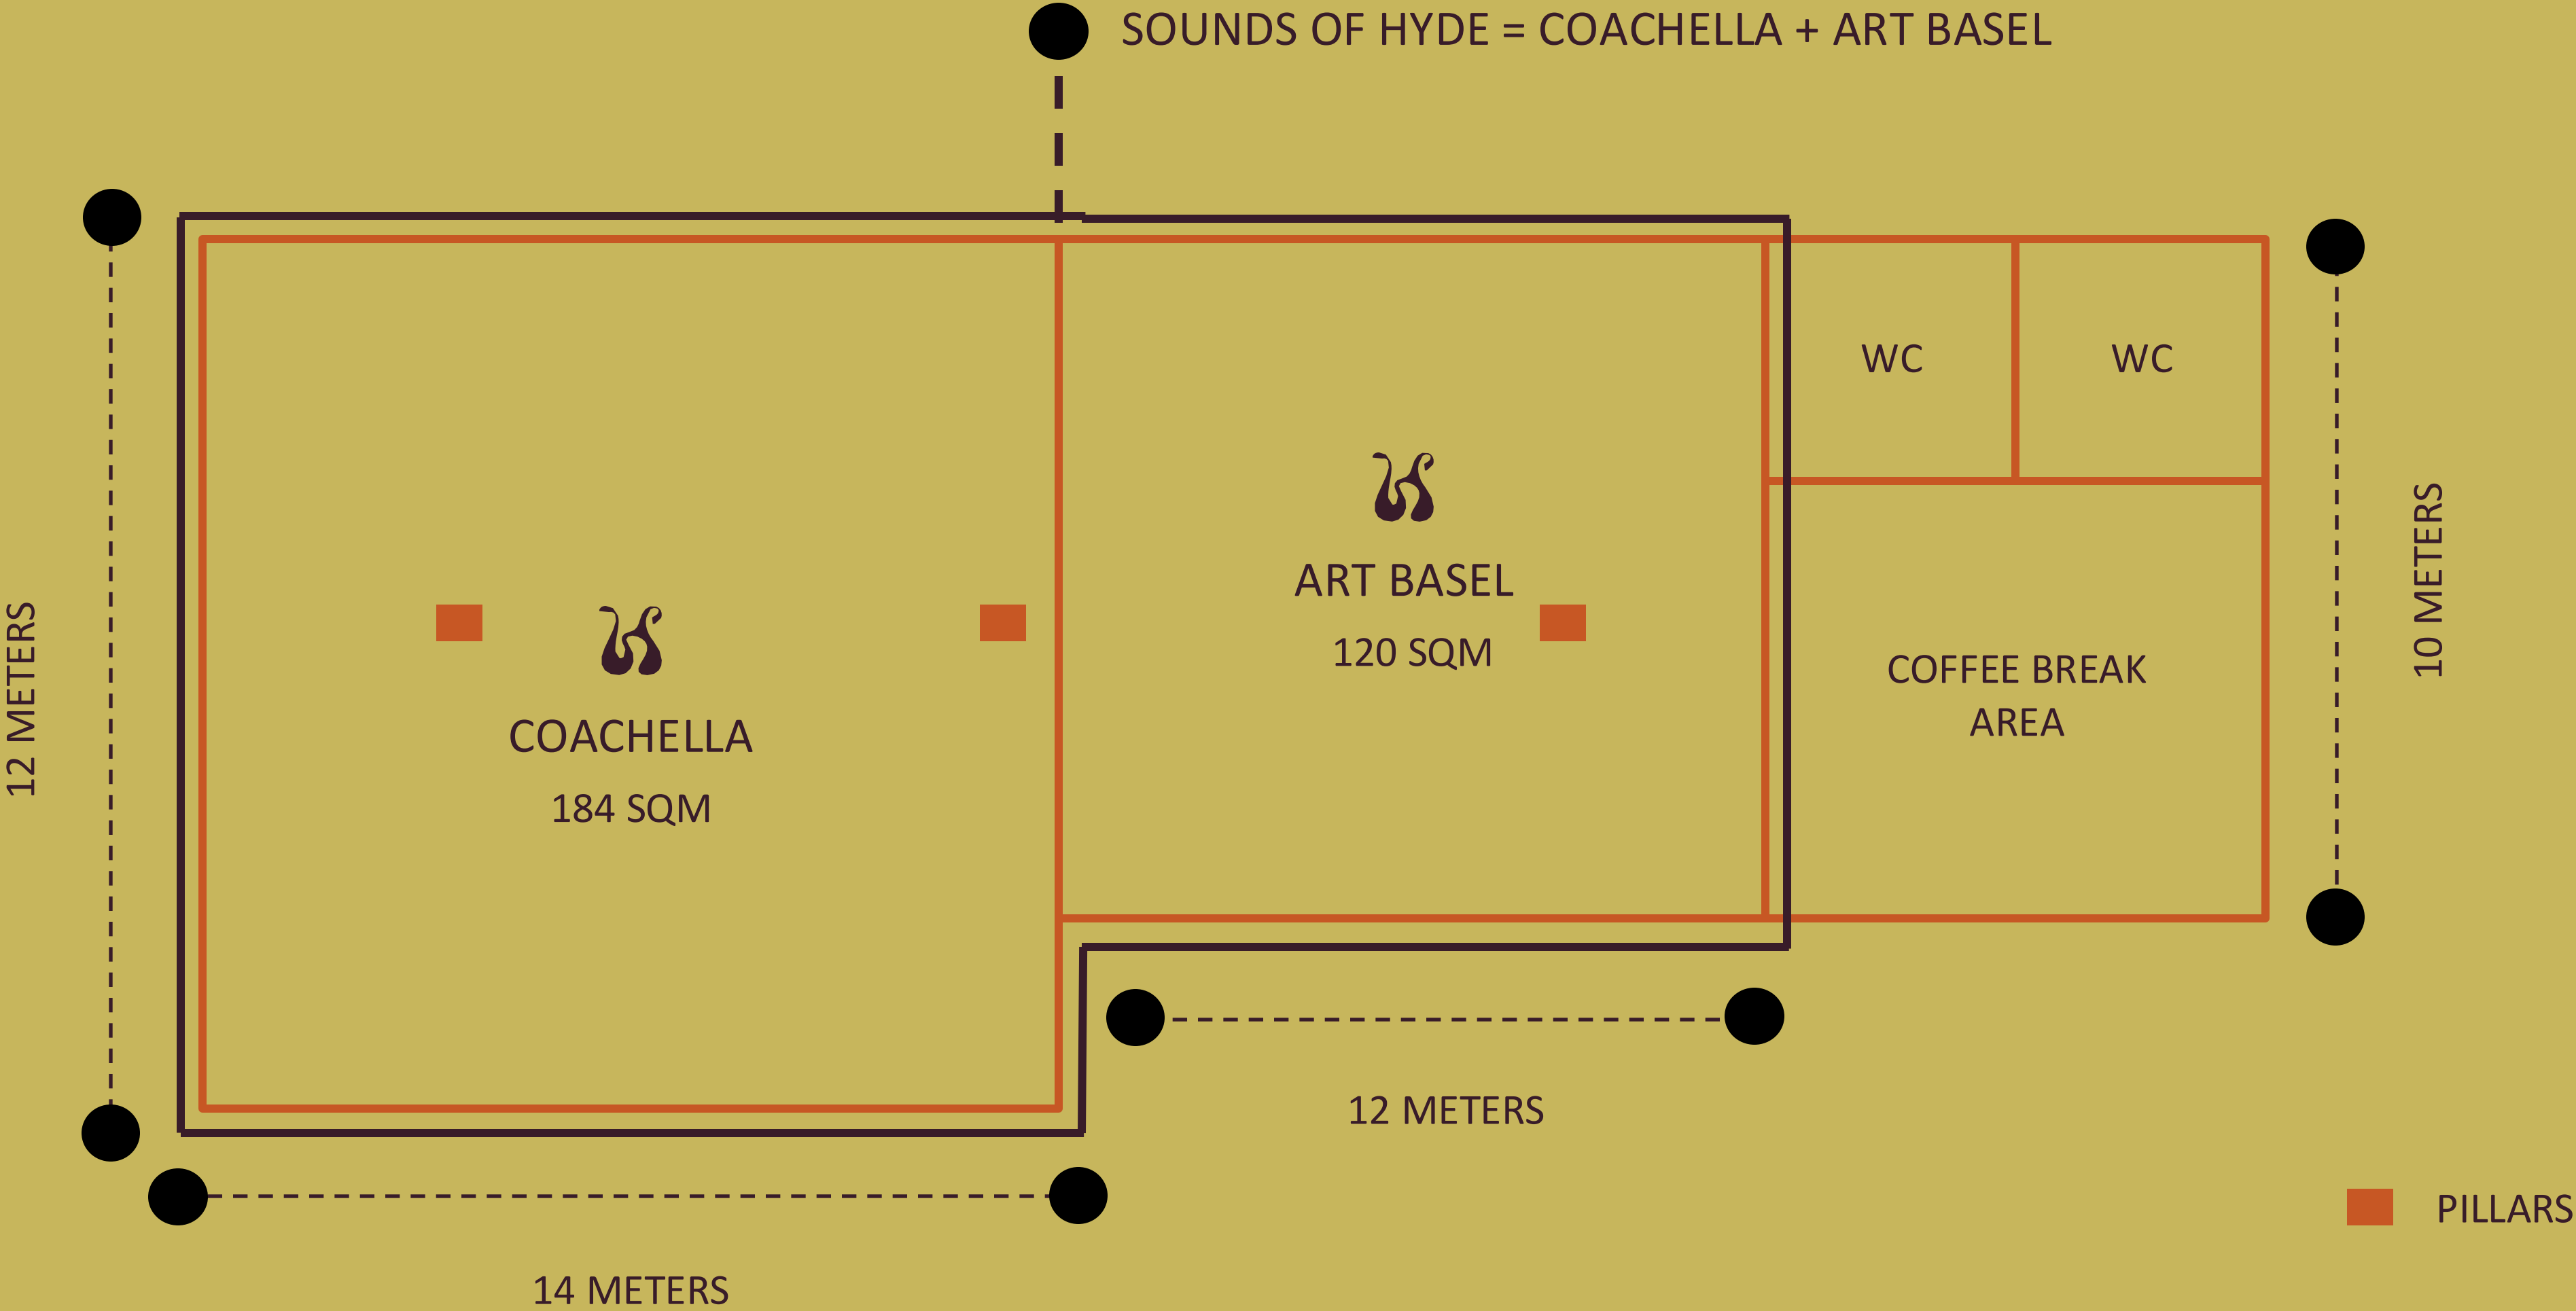 SOUNDS OF HYDE = COACHELLA + ART BASEL
12 METERS
COACHELLA
184 SQM
ART BASEL
120 SQM
WC
WC
COFFEE BREAK
AREA
10 METERS
12 METERS
14 METERS
PILLARS